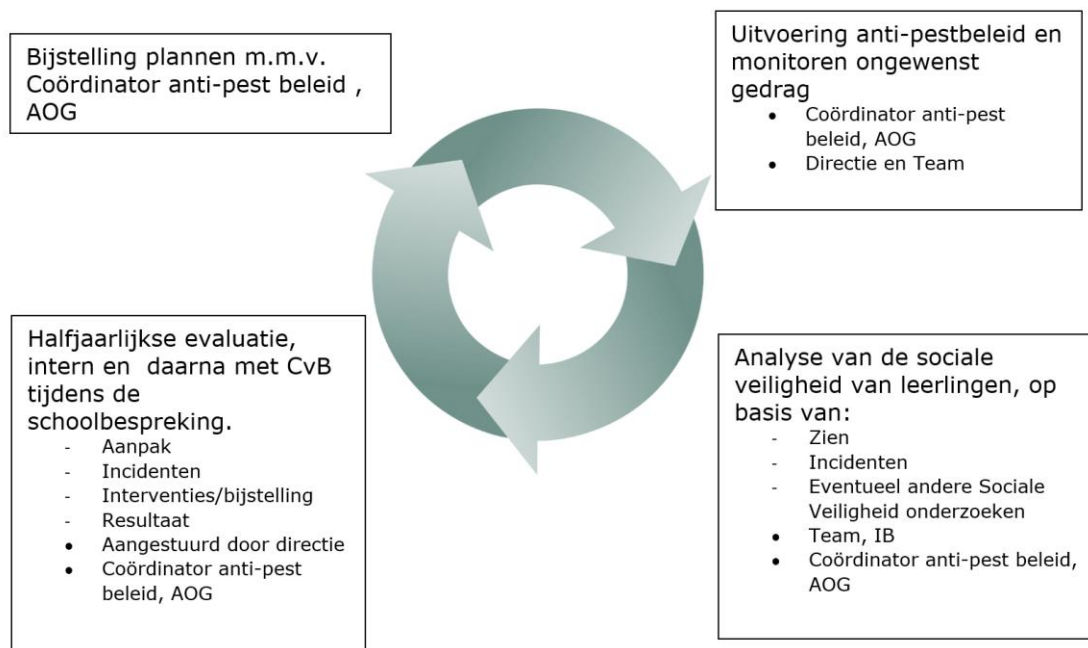 Bijstelling plannen m.m.v.
Coördinator anti-pest beleid ,
AOG
Uitvoering anti-pestbeleid en
monitoren ongewenst
gedrag
• Coördinator anti-pest
beleid, AOG
• Directie en Team
Halfjaarlijkse evaluatie,
intern en daarna met CvB
tijdens de
schoolbespreking.
- Aanpak
- Incidenten
- Interventies/bijstelling
- Resultaat
• Aangestuurd door directie
• Coördinator anti-pest
beleid, AOG
Analyse van de sociale
veiligheid van leerlingen, op
basis van:
- Zien
- Incidenten
- Eventueel andere Sociale
Veiligheid onderzoeken
• Team, IB
• Coördinator anti-pest beleid,
AOG